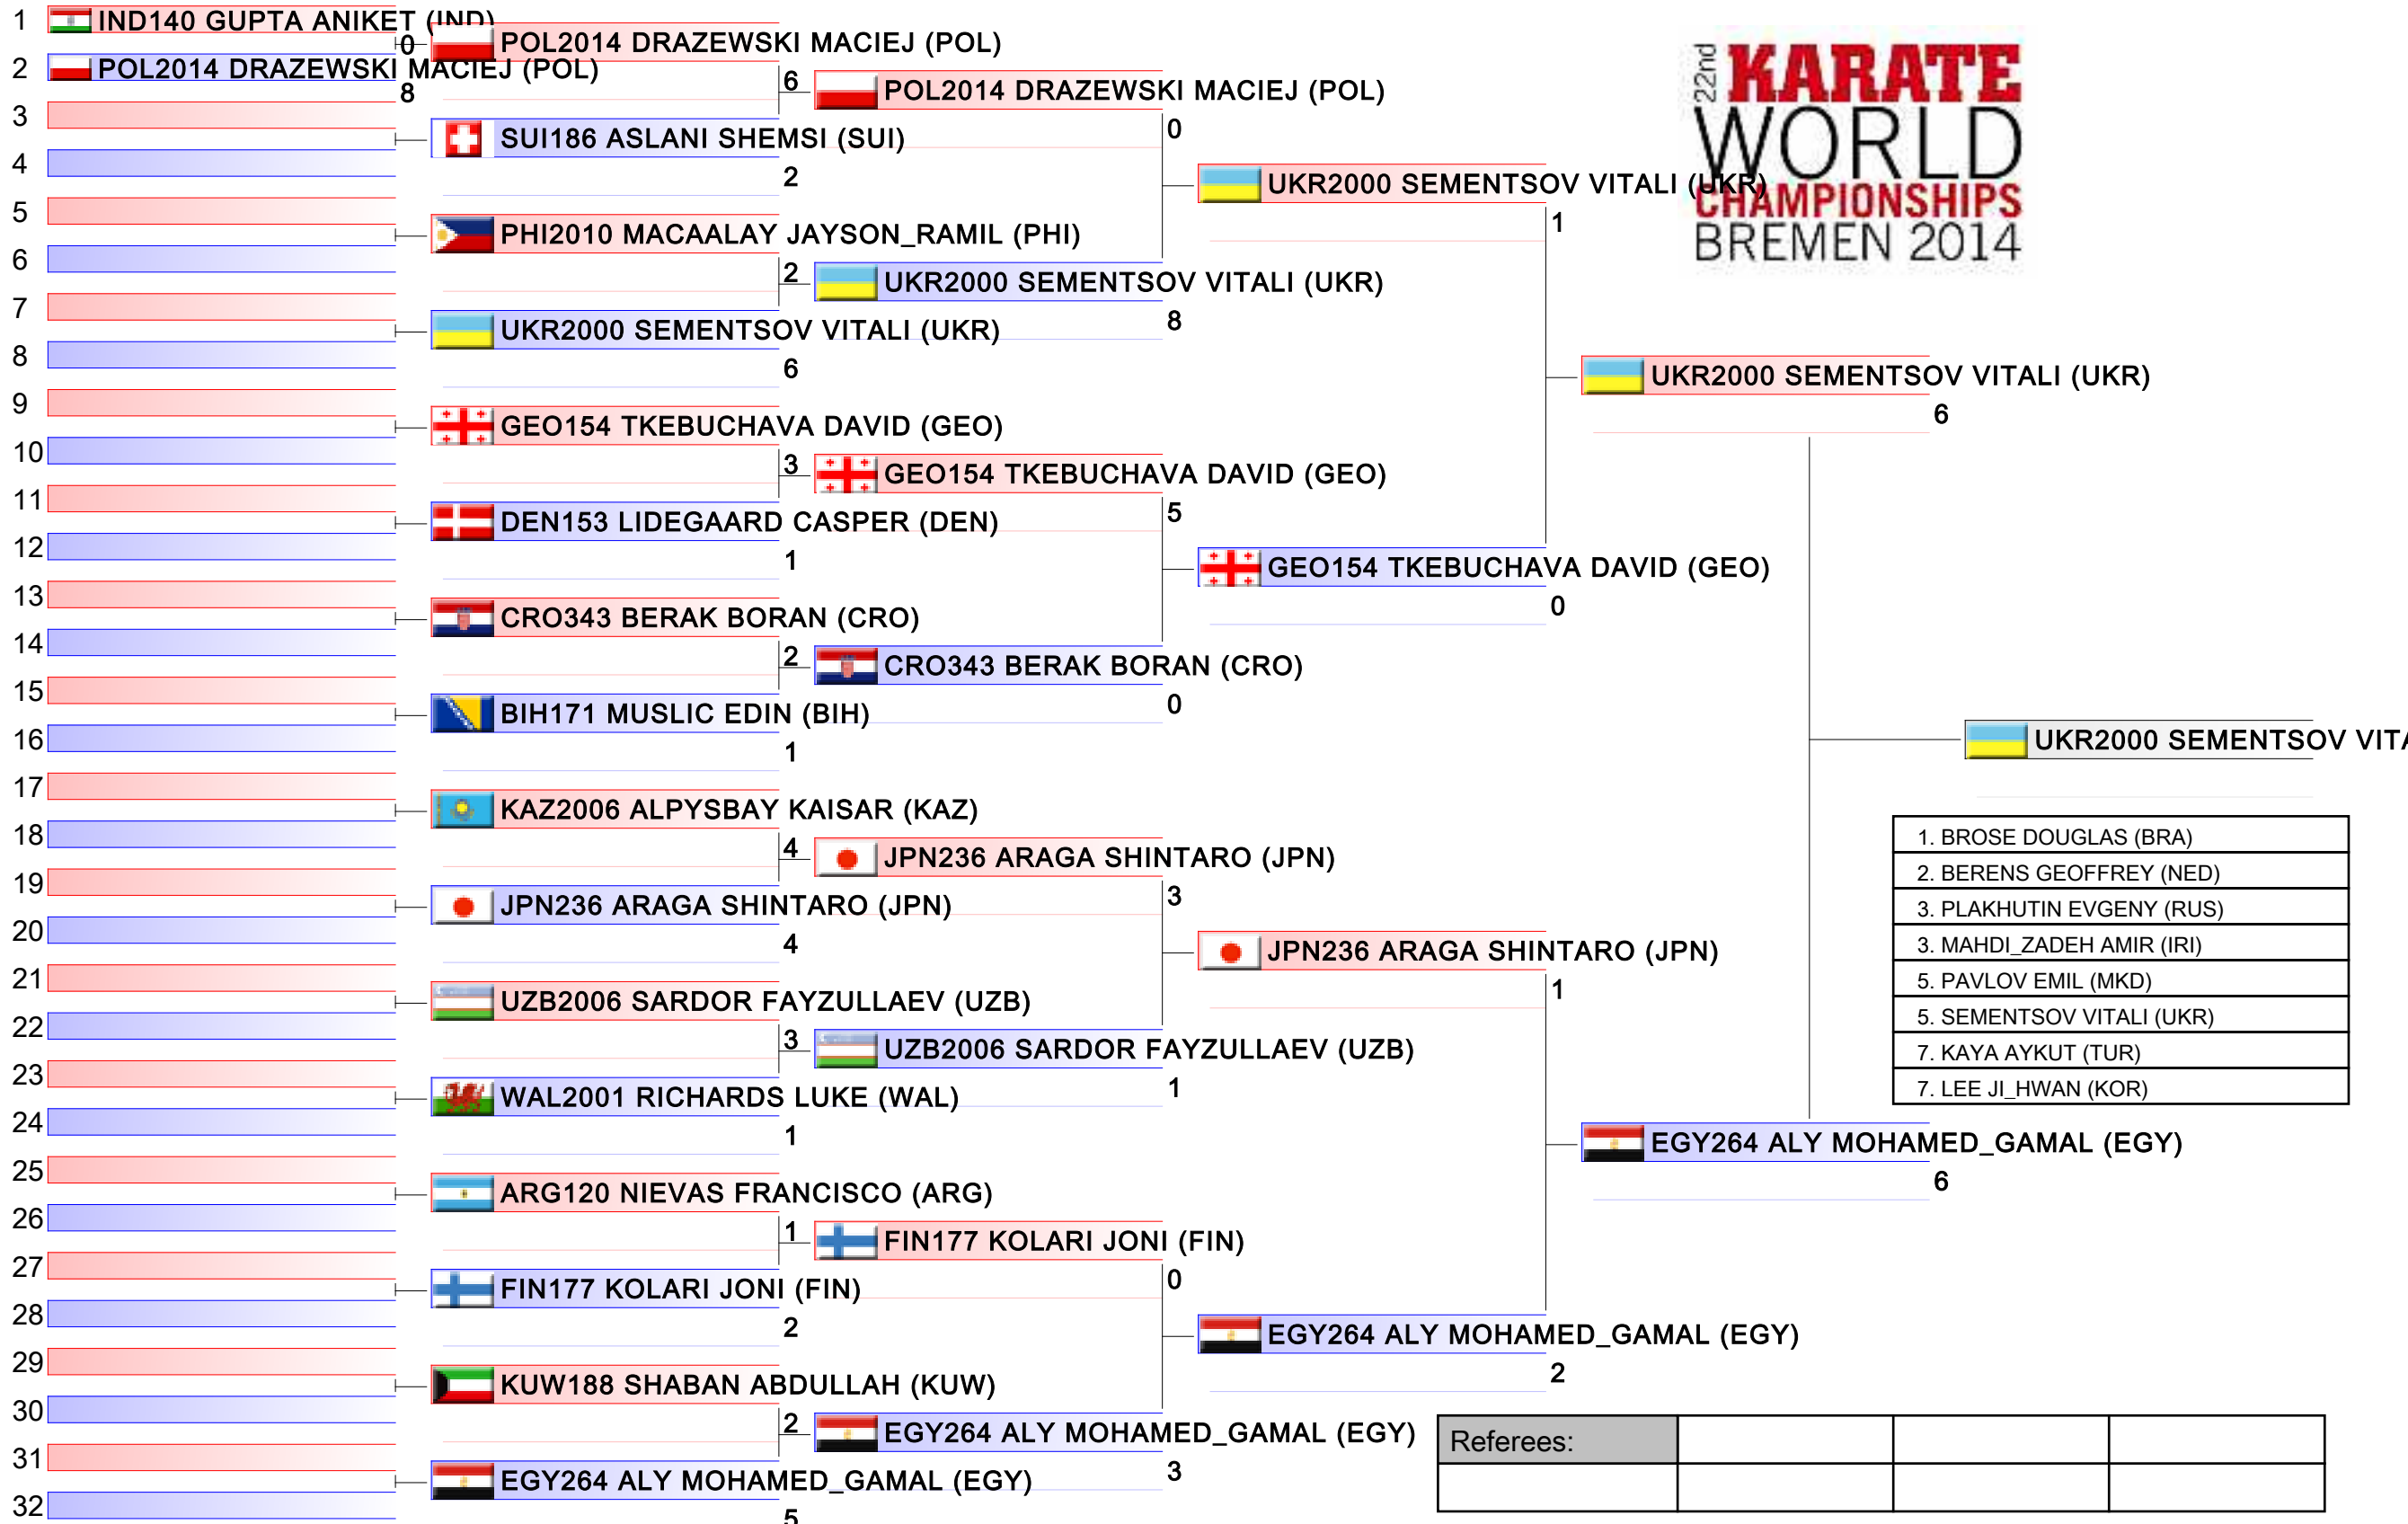 22nd
KARATE
WORLD
CHAMPIONSHIPS
BREMEN 2014
1 IND140 GUPTA ANIKET (IND)
0
2 POL2014 DRAZEWSKI MACIEJ (POL)
8
3
4
5
6
7
8
9
10
11
12
13
14
15
16
17
18
19
20
21
22
23
24
25
26
27
28
29
30
31
32
POL2014 DRAZEWSKI MACIEJ (POL)
6
SUI186 ASLANI SHEMSI (SUI)
2
PHI2010 MACAALAY JAYSON_RAMIL (PHI)
2
UKR2000 SEMENTSOV VITALI (UKR)
6
GEO154 TKEBUCHAVA DAVID (GEO)
3
DEN153 LIDEGAARD CASPER (DEN)
1
CRO343 BERAK BORAN (CRO)
2
BIH171 MUSLIC EDIN (BIH)
1
KAZ2006 ALPYSBAY KAISAR (KAZ)
4
JPN236 ARAGA SHINTARO (JPN)
4
UZB2006 SARDOR FAYZULLAEV (UZB)
3
WAL2001 RICHARDS LUKE (WAL)
1
ARG120 NIEVAS FRANCISCO (ARG)
1
FIN177 KOLARI JONI (FIN)
2
KUW188 SHABAN ABDULLAH (KUW)
2
EGY264 ALY MOHAMED_GAMAL (EGY)
5
POL2014 DRAZEWSKI MACIEJ (POL)
0
UKR2000 SEMENTSOV VITALI (UKR)
8
GEO154 TKEBUCHAVA DAVID (GEO)
5
CRO343 BERAK BORAN (CRO)
0
JPN236 ARAGA SHINTARO (JPN)
3
UZB2006 SARDOR FAYZULLAEV (UZB)
1
FIN177 KOLARI JONI (FIN)
0
EGY264 ALY MOHAMED_GAMAL (EGY)
3
UKR2000 SEMENTSOV VITALI (UKR)
1
GEO154 TKEBUCHAVA DAVID (GEO)
0
JPN236 ARAGA SHINTARO (JPN)
1
EGY264 ALY MOHAMED_GAMAL (EGY)
2
UKR2000 SEMENTSOV VITALI (UKR)
6
EGY264 ALY MOHAMED_GAMAL (EGY)
6
UKR2000 SEMENTSOV VITA
1. BROSE DOUGLAS (BRA)
2. BERENS GEOFFREY (NED)
3. PLAKHUTIN EVGENY (RUS)
3. MAHDI_ZADEH AMIR (IRI)
5. PAVLOV EMIL (MKD)
5. SEMENTSOV VITALI (UKR)
7. KAYA AYKUT (TUR)
7. LEE JI_HWAN (KOR)
Referees: